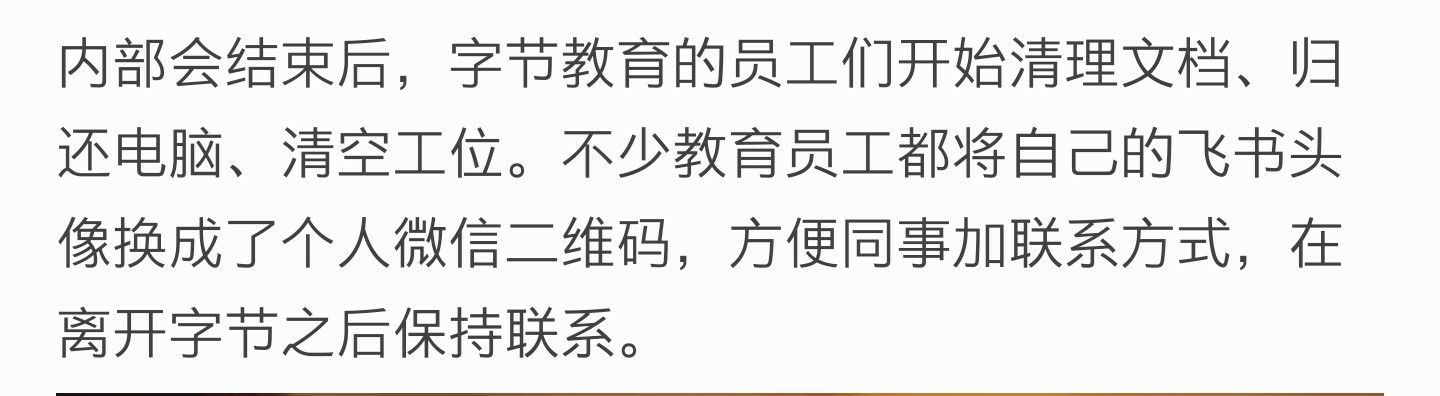 内部会结束后，字节教育的员工们开始清理文档、归
还电脑、清空工位。不少教育员工都将自己的飞书头
像换成了个人微信二维码，方便同事加联系方式，在
离开字节之后保持联系。